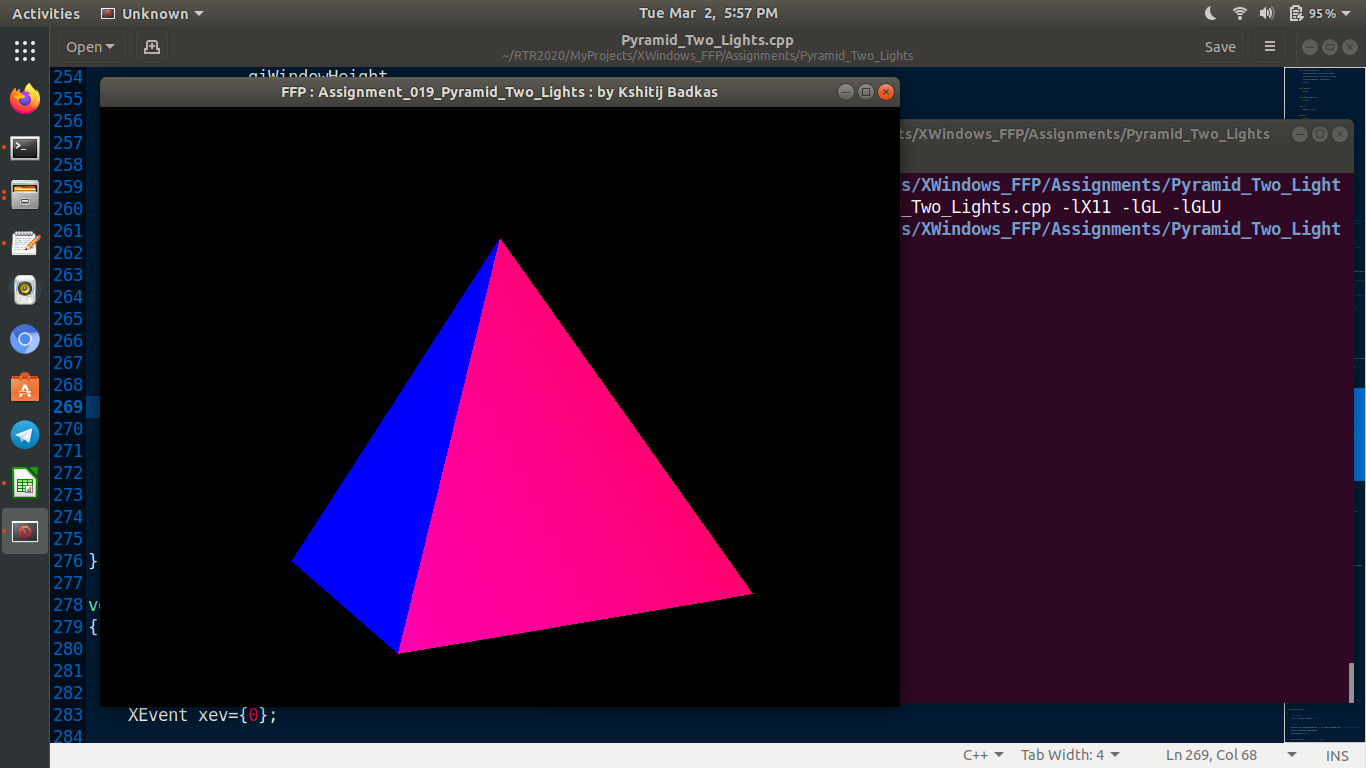 Activities Unknown Tue Mar 2, 5:57 PM 95%
Open Pyramid_Two_Lights.cpp Save
~/RTR2020/MyProjects/XWindows_FFP/Assignments/Pyramid_Two_Lights
254 giWindowHeight
FFP : Assignment_019_Pyramid_Two_Lights : by Kshitij Badkas
255
256
257
ts/XWindows_FFP/Assignments/Pyramid_Two_Lights
258
259
s/XWindows_FFP/Assignments/Pyramid_Two_Light
260
_Two_Lights.cpp -lX11 -lGL -lGLU
261
s/XWindows_FFP/Assignments/Pyramid_Two_Light
262
263
264
265
266
267
268
269
270
271
272
273
274
275
276 }
277
278 v
279 {
280
281
282
283 XEvent xev={0};
284
C++ Tab Width: 4 Ln 269, Col 68 INS